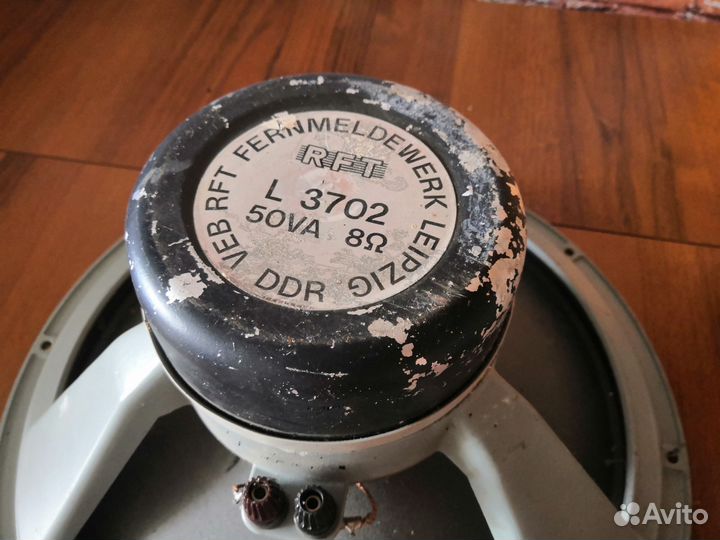 VEB RFT FERNMELDEWERK LEIPZIG
RFT
L 3702
50VA 8Ω
DDR
Avito